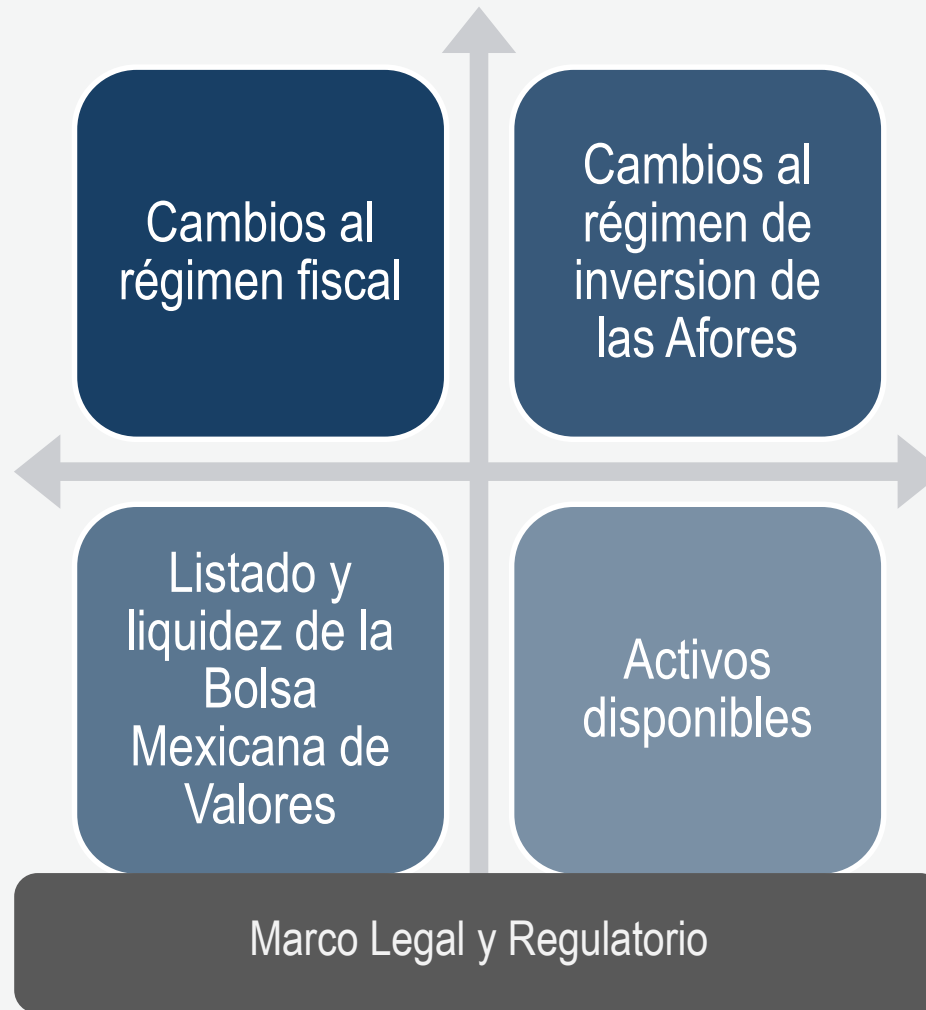 Cambios al
régimen fiscal
Cambios al
régimen de
inversion de
las Afores
Listado y
liquidez de la
Bolsa
Mexicana de
Valores
Activos
disponibles
Marco Legal y Regulatorio